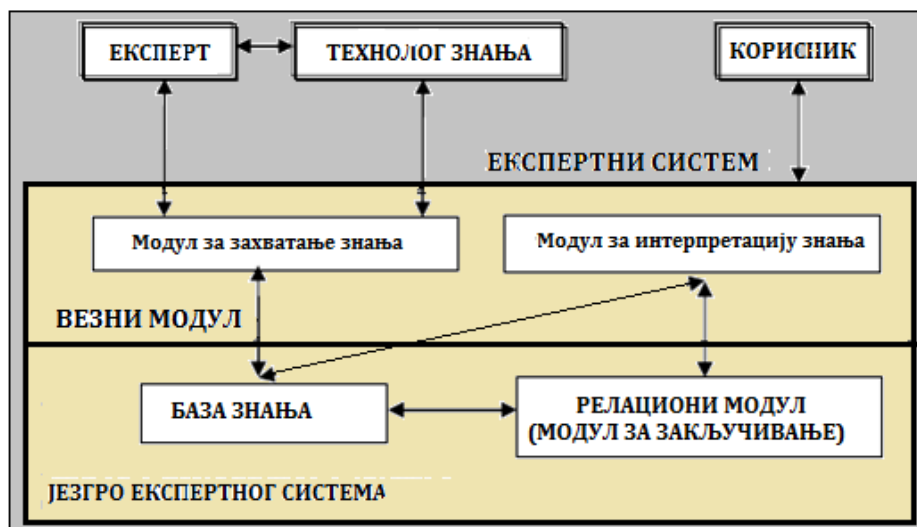 ЕКСПЕРТ
ТЕХНОЛОГ ЗНАЊА
КОРИСНИК
ЕКСПЕРТНИ СИСТЕМ
Модул за захватање знања
Модул за интерпретацију знања
ВЕЗНИ МОДУЛ
БАЗА ЗНАЊА
РЕЛАЦИОНИ МОДУЛ
(МОДУЛ ЗА ЗАКЉУЧИВАЊЕ)
ЈЕЗГРО ЕКСПЕРТНОГ СИСТЕМА